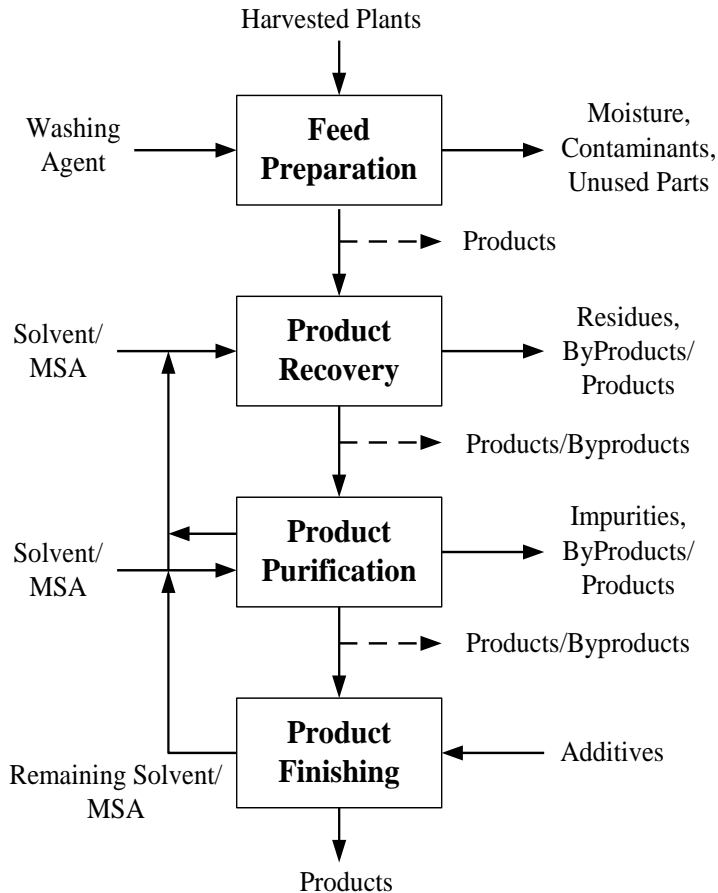 Harvested Plants
Washing
Agent
Feed
Preparation
Moisture,
Contaminants,
Unused Parts
Products
Solvent/
MSA
Product
Recovery
Residues,
ByProducts/
Products
Products/Byproducts
Solvent/
MSA
Product
Purification
Impurities,
ByProducts/
Products
Products/Byproducts
Remaining Solvent/
MSA
Product
Finishing
Additives
Products